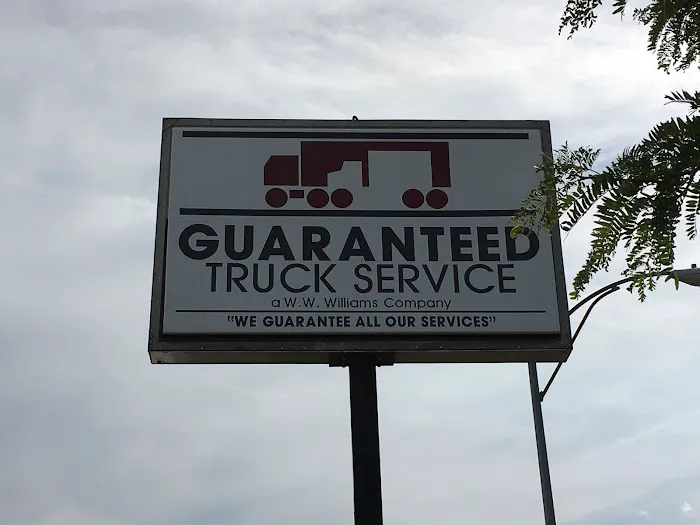 GUARANTEED
TRUCK SERVICE
a W.W. Williams Company
"WE GUARANTEE ALL OUR SERVICES"